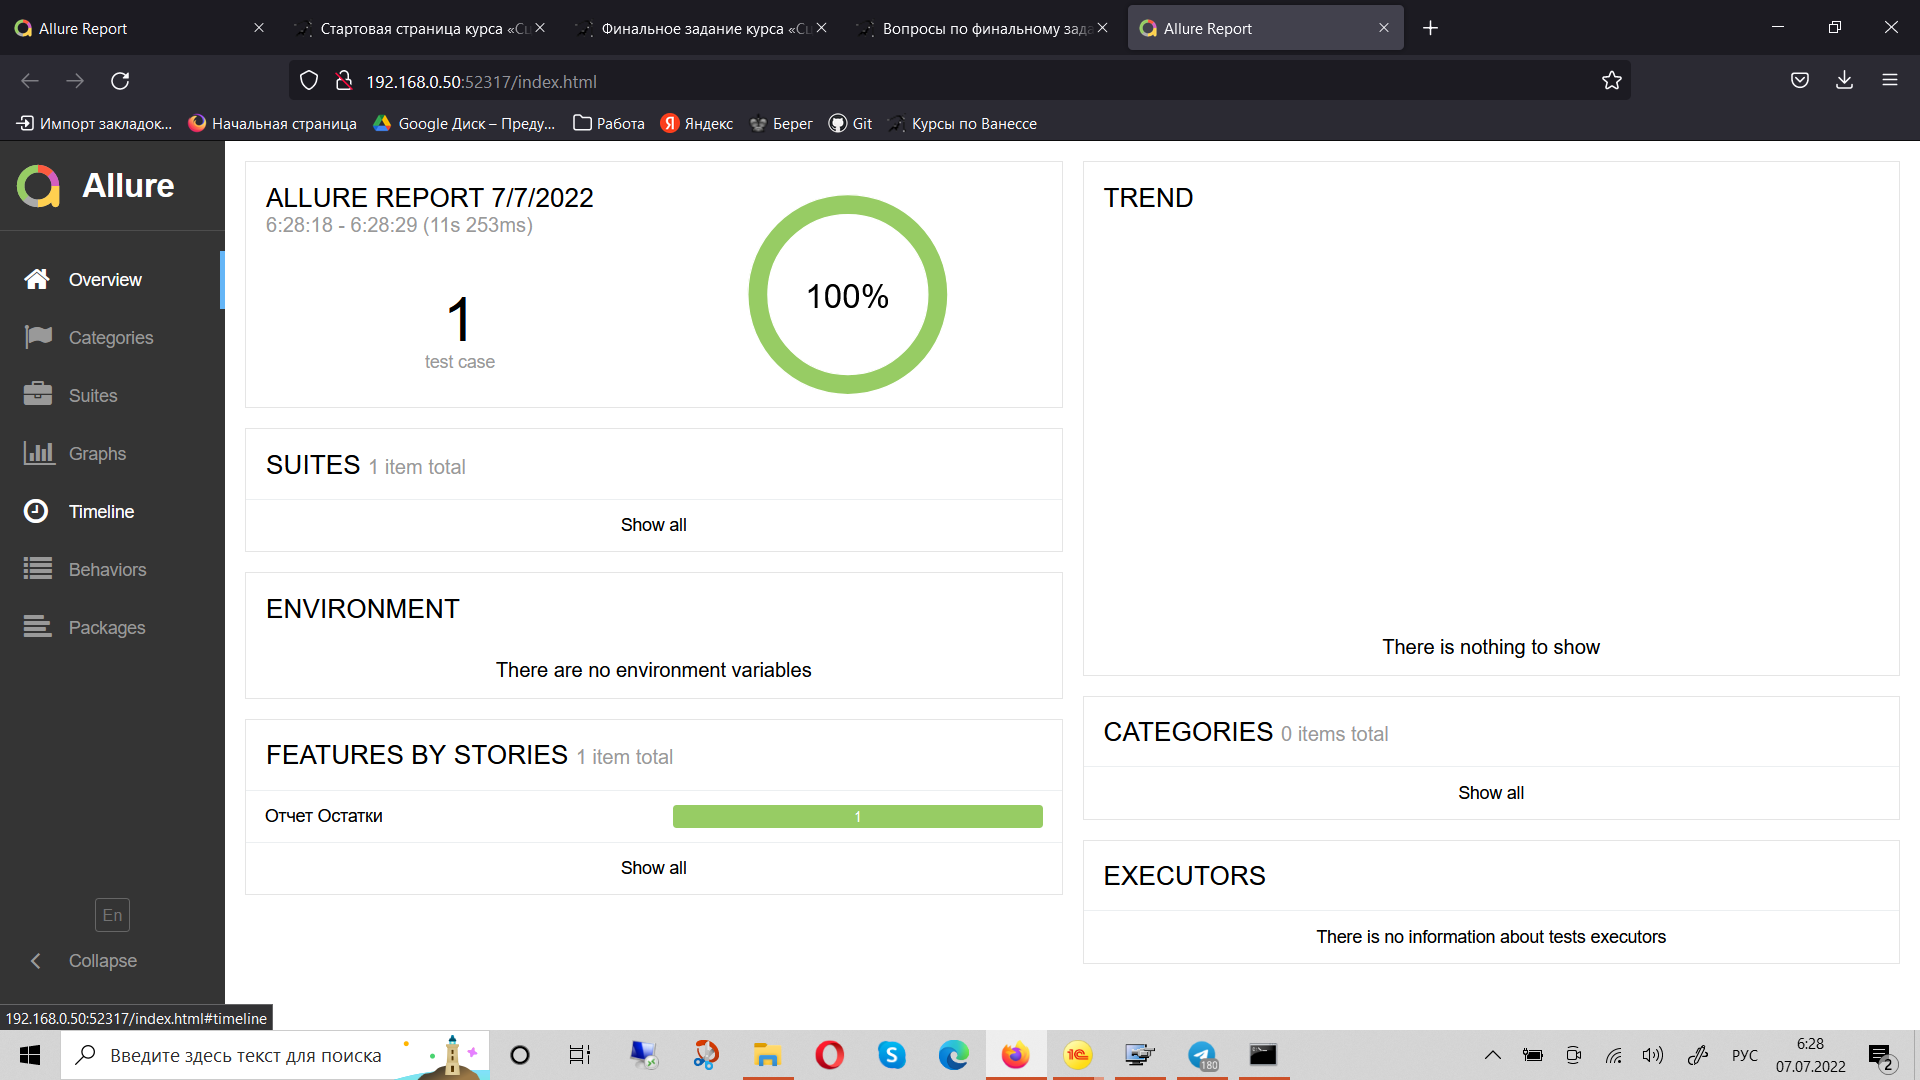 Allure Report
Стартовая страница курса «Сц
Финальное задание курса «Сц
Вопросы по финальному зада
Allure Report
192.168.0.50:52317/index.html
Импорт закладок...
Начальная страница
Google Диск – Преду...
Работа
Яндекс
Берег
Git
Курсы по Ванессе
Allure
Overview
Categories
Suites
Graphs
Timeline
Behaviors
Packages
En
Collapse
ALLURE REPORT 7/7/2022
6:28:18 - 6:28:29 (11s 253ms)
1
test case
100%
SUITES 1 item total
Show all
ENVIRONMENT
There are no environment variables
FEATURES BY STORIES 1 item total
Отчет Остатки 1
Show all
TREND
There is nothing to show
CATEGORIES 0 items total
Show all
EXECUTORS
There is no information about tests executors
192.168.0.50:52317/index.html#timeline
Введите здесь текст для поиска
180
РУС
6:28
07.07.2022
2